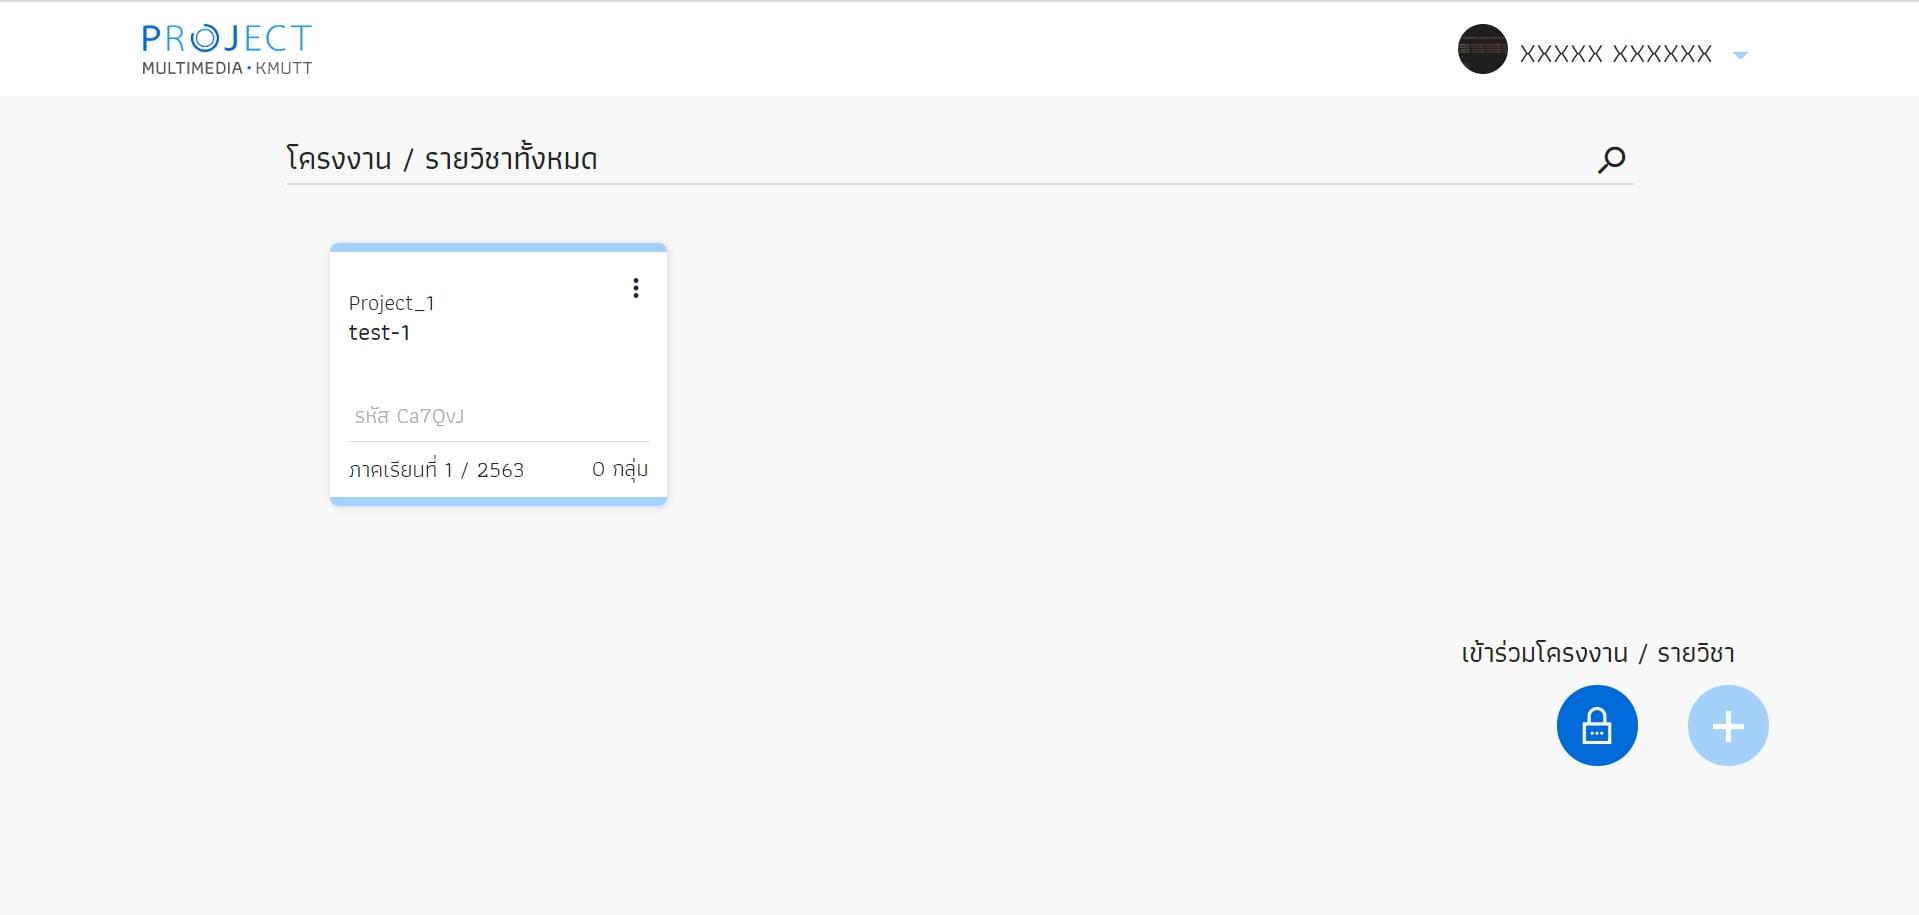 PROJECT
MULTIMEDIA • KMUTT
XXXXX XXXXXX
โครงงาน / รายวิชาทั้งหมด
Project_1
test-1
รหัส Ca7QvJ
ภาคเรียนที่ 1 / 2563
0 กลุ่ม
เข้าร่วมโครงงาน / รายวิชา